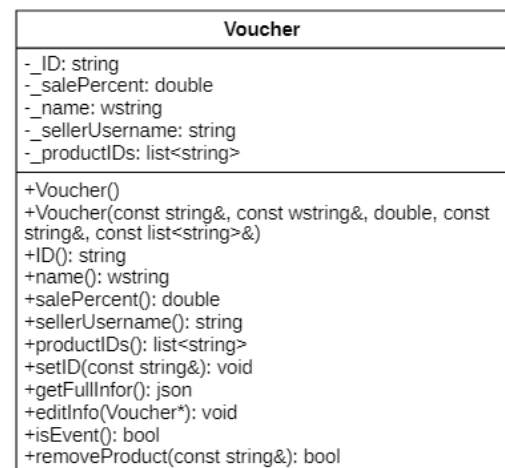 Voucher
-_ID: string
-_salePercent: double
-_name: wstring
-_sellerUsername: string
-_productIDs: list<string>
+Voucher()
+Voucher(const string&, const wstring&, double, const
string&, const list<string>&)
+ID(): string
+name(): wstring
+salePercent(): double
+sellerUsername(): string
+productIDs(): list<string>
+setID(const string&): void
+getFullInfor(): json
+editInfo(Voucher*): void
+isEvent(): bool
+removeProduct(const string&): bool